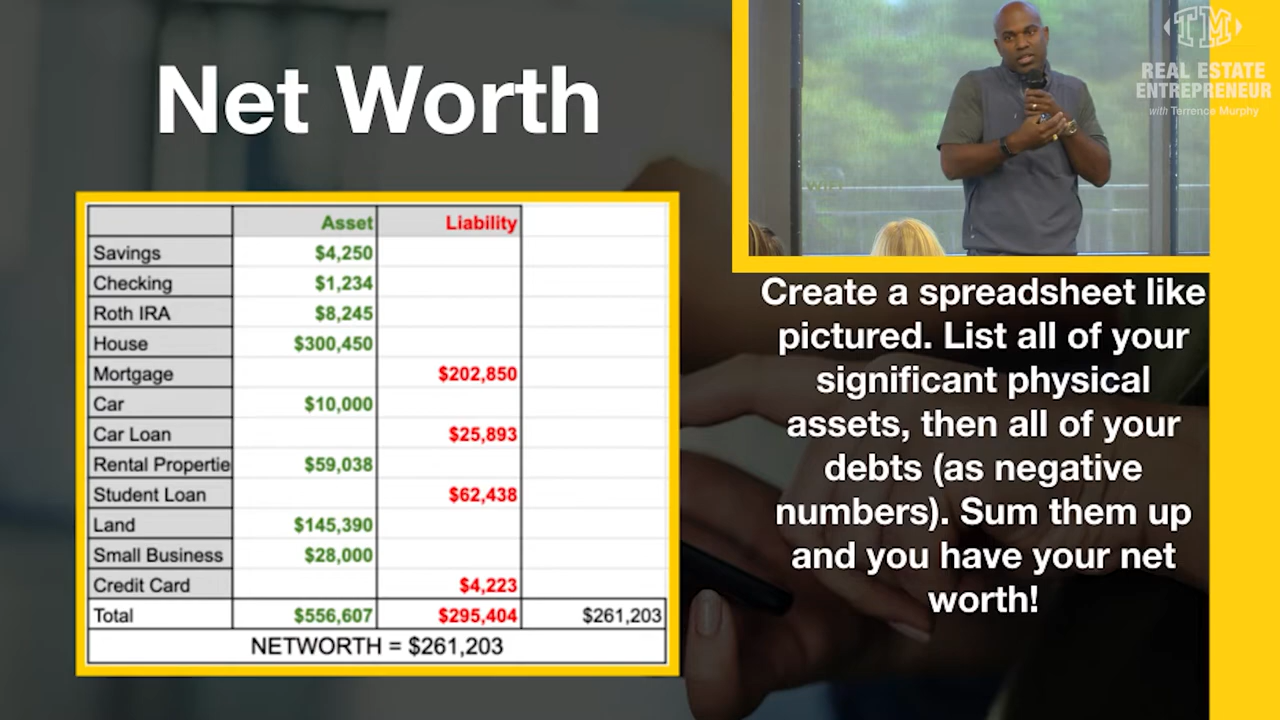 Net Worth
Asset Liability
Savings $4,250
Checking $1,234
Roth IRA $8,245
House $300,450
Mortgage $202,850
Car $10,000
Car Loan $25,893
Rental Propertie $59,038
Student Loan $62,438
Land $145,390
Small Business $28,000
Credit Card $4,223
Total $556,607 $295,404 $261,203
NETWORTH = $261,203
TM
REAL ESTATE
ENTREPRENEUR
with Terrence Murphy
Create a spreadsheet like
pictured. List all of your
significant physical
assets, then all of your
debts (as negative
numbers). Sum them up
and you have your net
worth!